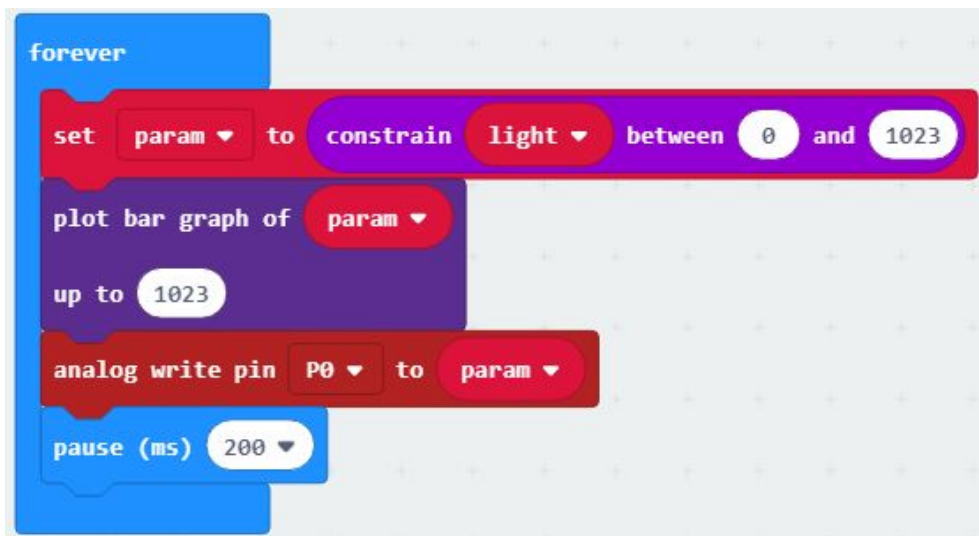 forever
set param to constrain light between 0 and 1023
plot bar graph of param
up to 1023
analog write pin P0 to param
pause (ms) 200